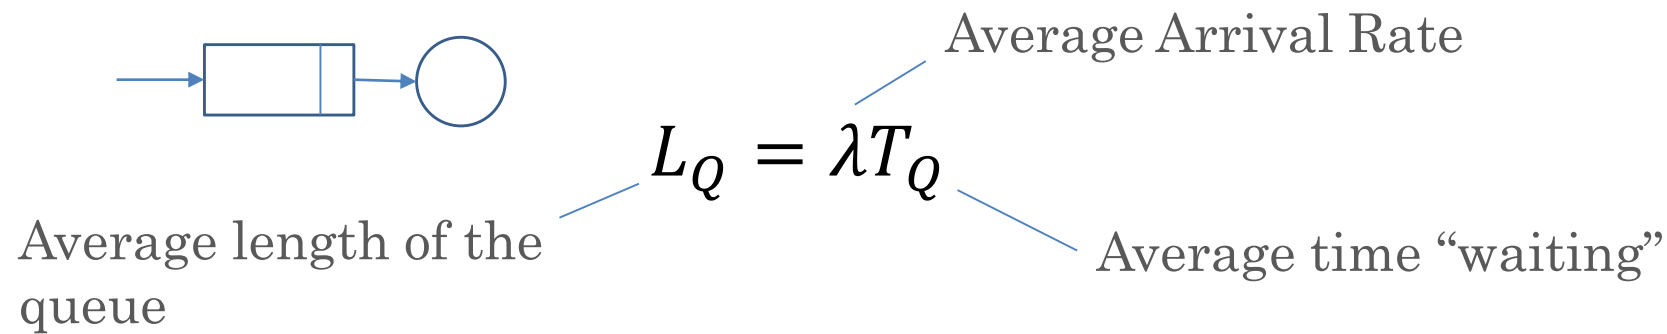 Average Arrival Rate
L_Q = λT_Q
Average length of the
queue
Average time “waiting”